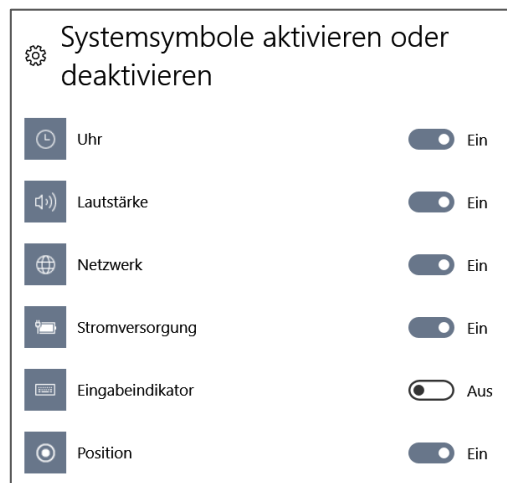 Systemsymbole aktivieren oder
deaktivieren
Uhr Ein
Lautstärke Ein
Netzwerk Ein
Stromversorgung Ein
Eingabeindikator Aus
Position Ein